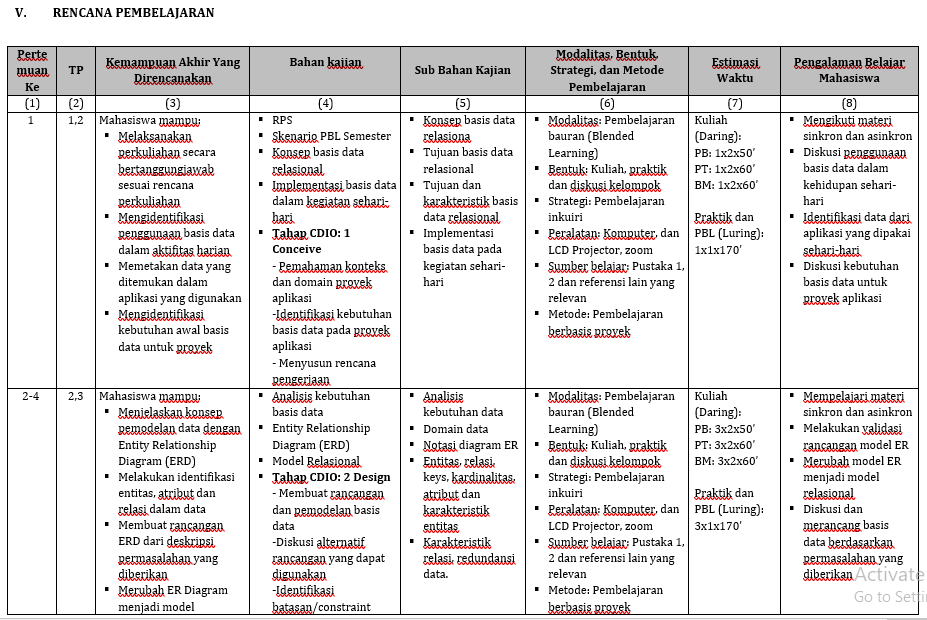 V. RENCANA PEMBELAJARAN
Perte
muan
Ke
TP
Kemampuan Akhir Yang
Direncanakan
Bahan kajian
Sub Bahan Kajian
Modalitas, Bentuk,
Strategi, dan Metode
Pembelajaran
Estimasi
Waktu
Pengalaman Belajar
Mahasiswa
(1) (2) (3) (4) (5) (6) (7) (8)
1
1,2
Mahasiswa mampu:
▪ Melaksanakan
perkuliahan secara
bertanggungjawab
sesuai rencana
perkuliahan
▪ Mengidentifikasi
penggunaan basis data
dalam aktifitas harian
▪ Memetakan data yang
ditemukan dalam
aplikasi yang digunakan
▪ Mengidentifikasi
kebutuhan awal basis
data untuk proyek
▪ RPS
▪ Skenario PBL Semester
▪ Konsep basis data
relasional
▪ Implementasi basis data
dalam kegiatan sehari-
hari
▪ Tahap CDIO: 1
Conceive
- Pemahaman konteks
dan domain proyek
aplikasi
-Identifikasi kebutuhan
basis data pada proyek
aplikasi
- Menyusun rencana
pengerjaan
▪ Konsep basis data
relasiona
▪ Tujuan basis data
relasional
▪ Tujuan dan
karakteristik basis
data relasional
▪ Implementasi
basis data pada
kegiatan sehari-
hari
▪ Modalitas: Pembelajaran
bauran (Blended
Learning)
▪ Bentuk: Kuliah, praktik
dan diskusi kelompok
▪ Strategi: Pembelajaran
inkuiri
▪ Peralatan: Komputer, dan
LCD Projector, zoom
▪ Sumber belajar: Pustaka 1,
2 dan referensi lain yang
relevan
▪ Metode: Pembelajaran
berbasis proyek
Kuliah
(Daring):
PB: 1x2x50’
PT: 1x2x60’
BM: 1x2x60’
Praktik dan
PBL (Luring):
1x1x170’
▪ Mengikuti materi
sinkron dan asinkron
▪ Diskusi penggunaan
basis data dalam
kehidupan sehari-
hari
▪ Identifikasi data dari
aplikasi yang dipakai
sehari-hari
▪ Diskusi kebutuhan
basis data untuk
proyek aplikasi
2-4
2,3
Mahasiswa mampu:
▪ Menjelaskan konsep
pemodelan data dengan
Entity Relationship
Diagram (ERD)
▪ Melakukan identifikasi
entitas, atribut dan
relasi dalam data
▪ Membuat rancangan
ERD dari deskripsi
permasalahan yang
diberikan
▪ Merubah ER Diagram
menjadi model
▪ Analisis kebutuhan
basis data
▪ Entity Relationship
Diagram (ERD)
▪ Model Relasional
▪ Tahap CDIO: 2 Design
- Membuat rancangan
dan pemodelan basis
data
-Diskusi alternatif
rancangan yang dapat
digunakan
-Identifikasi
batasan/constraint
▪ Analisis
kebutuhan data
▪ Domain data
▪ Notasi diagram ER
▪ Entitas, relasi,
keys, kardinalitas,
atribut dan
karakteristik
entitas
▪ Karakteristik
relasi, redundansi
data.
▪ Modalitas: Pembelajaran
bauran (Blended
Learning)
▪ Bentuk: Kuliah, praktik
dan diskusi kelompok
▪ Strategi: Pembelajaran
inkuiri
▪ Peralatan: Komputer, dan
LCD Projector, zoom
▪ Sumber belajar: Pustaka 1,
2 dan referensi lain yang
relevan
▪ Metode: Pembelajaran
berbasis proyek
Kuliah
(Daring):
PB: 3x2x50’
PT: 3x2x60’
BM: 3x2x60’
Praktik dan
PBL (Luring):
3x1x170’
▪ Mempelajari materi
sinkron dan asinkron
▪ Melakukan validasi
rancangan model ER
▪ Merubah model ER
menjadi model
relasional
▪ Diskusi dan
merancang basis
data berdasarkan
permasalahan yang
diberikan
Activate
Go to Setti